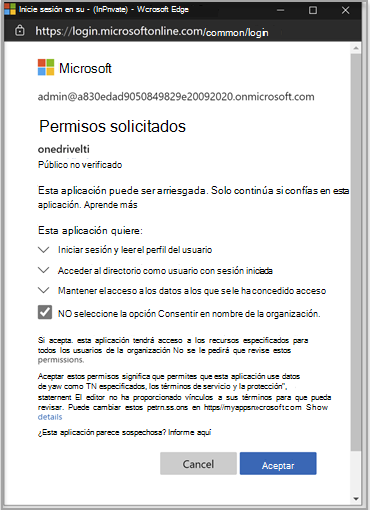 Inicie sesión en su - (InPnvate) - Wcrosoft Edge
https://login.microsoftonline.com/common/login
Microsoft
admin@a830edad9050849829e20092020.onmicrosoft.com
Permisos solicitados
onedrivelti
Público no verificado
Esta aplicación puede ser arriesgada. Solo continúa si confías en esta
aplicación. Aprende más
Esta aplicación quiere:
Iniciar sesión y leer el perfil del usuario
Acceder al directorio como usuario con sesión iniciada
Mantener el acceso a los datos a los que se le ha concedido acceso
NO seleccione la opción Consentir en nombre de la organización.
Si acepta. esta aplicación tendrá acceso a los recursos especificados para
todos los usuarios de la organización No se le pedirá que revise estos
permissions.
Aceptar estos permisos significa que permites que esta aplicación use datos
de yaw como TN especificados, los términos de servicio y la protección",
staternent El editor no ha proporcionado vínculos a sus términos para que pueda
revisar. Puede cambiar estos petrn.ss.ons en https//myappsnxcrosoft.com Show
details
¿Esta aplicación parece sospechosa? Informe aquí
Cancel
Aceptar